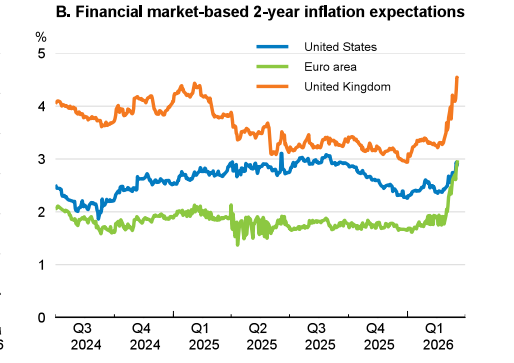 B. Financial market-based 2-year inflation expectations
%
United States
Euro area
United Kingdom
5
4
3
2
1
0
Q3 Q4 Q1 Q2 Q3 Q4 Q1
2024 2024 2025 2025 2025 2025 2026